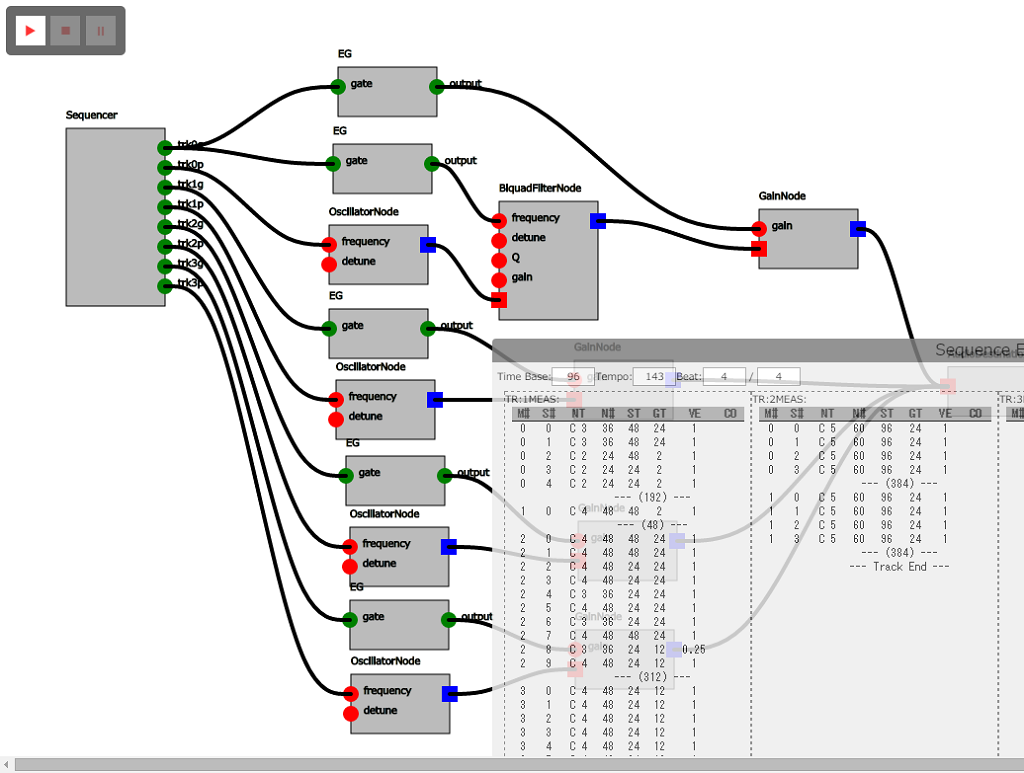 EG
gate output
Sequencer
trk0g
trk0p
trk1g
trk1p
trk2g
trk2p
trk3g
trk3p
EG
gate output
OscillatorNode
frequency
detune
BiquadFilterNode
frequency
detune
Q
gain
GainNode
gain
EG
gate output
OscillatorNode
frequency
detune
EG
gate output
OscillatorNode
frequency
detune
EG
gate output
OscillatorNode
frequency
detune
GainNode
GainNode
GainNode
Sequence E
Time Base: 96 Tempo: 143 Beat: 4 / 4
TR:1MEAS:
M# S# NT N# ST GT VE CO
0 0 C 3 36 48 24 1
0 1 C 3 36 48 24 1
0 2 C 2 24 48 2 1
0 3 C 2 24 24 2 1
0 4 C 2 24 24 2 1
--- (192) ---
1 0 C 4 48 48 2 1
--- (48) ---
2 0 C 4 48 48 24 1
2 1 C 4 48 48 24 1
2 2 C 4 48 48 24 1
2 3 C 4 48 24 24 1
2 4 C 3 36 24 24 1
2 5 C 4 48 24 24 1
2 6 C 3 36 24 24 1
2 7 C 4 48 48 24 1
2 8 C 3 36 24 12 0.25
2 9 C 4 48 24 12 1
--- (312) ---
3 0 C 4 48 24 12 1
3 1 C 4 48 24 12 1
3 2 C 4 48 24 12 1
3 3 C 4 48 24 12 1
3 4 C 4 48 24 12 1
TR:2MEAS:
M# S# NT N# ST GT VE CO
0 0 C 5 60 96 24 1
0 1 C 5 60 96 24 1
0 2 C 5 60 96 24 1
0 3 C 5 60 96 24 1
--- (384) ---
1 0 C 5 60 96 24 1
1 1 C 5 60 96 24 1
1 2 C 5 60 96 24 1
1 3 C 5 60 96 24 1
--- (384) ---
--- Track End ---
TR:3
M#